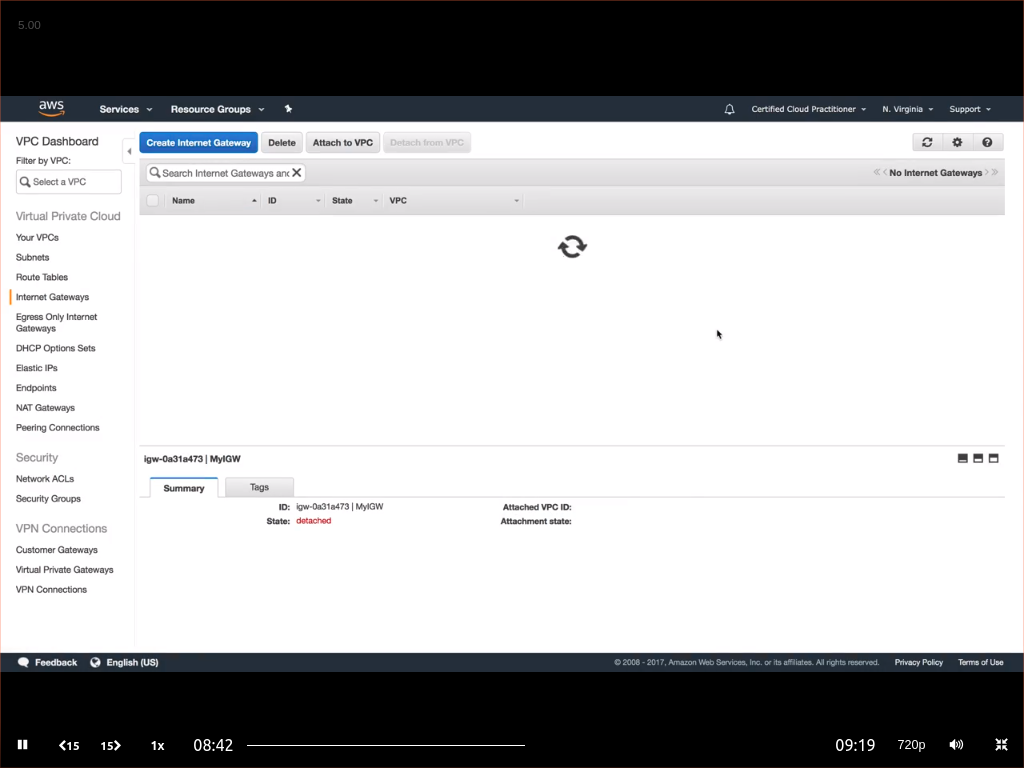 5.00
aws
Services
Resource Groups
Certified Cloud Practitioner
N. Virginia
Support
VPC Dashboard
Filter by VPC:
Select a VPC
Virtual Private Cloud
Your VPCs
Subnets
Route Tables
Internet Gateways
Egress Only Internet
Gateways
DHCP Options Sets
Elastic IPs
Endpoints
NAT Gateways
Peering Connections
Security
Network ACLs
Security Groups
VPN Connections
Customer Gateways
Virtual Private Gateways
VPN Connections
Create Internet Gateway
Delete
Attach to VPC
Detach from VPC
Search Internet Gateways and
No Internet Gateways
Name
ID
State
VPC
igw-0a31a473 | MyIGW
Summary
Tags
ID: igw-0a31a473 | MyIGW
State: detached
Attached VPC ID:
Attachment state:
Feedback
English (US)
© 2008 - 2017, Amazon Web Services, Inc. or its affiliates. All rights reserved.
Privacy Policy
Terms of Use
15
15
1x
08:42
09:19
720p